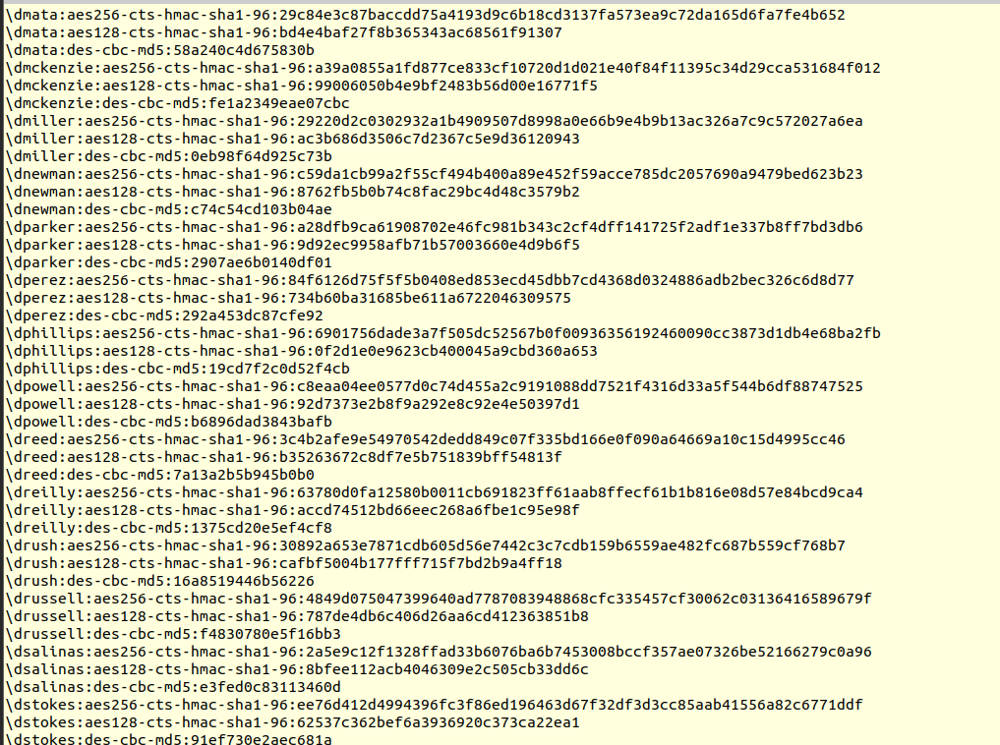 \dmata:aes256-cts-hmac-sha1-96:29c84e3c87baccdd75a4193d9c6b18cd3137fa573ea9c72da165d6fa7fe4b652
\dmata:aes128-cts-hmac-sha1-96:bd4e4baf27f8b365343ac68561f91307
\dmata:des-cbc-md5:58a240c4d675830b
\dmckenzie:aes256-cts-hmac-sha1-96:a39a0855a1fd877ce833cf10720d1d021e40f84f11395c34d29cca531684f012
\dmckenzie:aes128-cts-hmac-sha1-96:99006050b4e9bf2483b56d00e16771f5
\dmckenzie:des-cbc-md5:fe1a2349eae07cbc
\dmiller:aes256-cts-hmac-sha1-96:29220d2c0302932a1b4909507d8998a0e66b9e4b9b13ac326a7c9c572027a6ea
\dmiller:aes128-cts-hmac-sha1-96:ac3b686d3506c7d2367c5e9d36120943
\dmiller:des-cbc-md5:0eb98f64d925c73b
\dnewman:aes256-cts-hmac-sha1-96:c59da1cb99a2f55cf494b400a89e452f59acce785dc2057690a9479bed623b23
\dnewman:aes128-cts-hmac-sha1-96:8762fb5b0b74c8fac29bc4d48c3579b2
\dnewman:des-cbc-md5:c74c54cd103b04ae
\dparker:aes256-cts-hmac-sha1-96:a28dfb9ca61908702e46fc981b343c2cf4dff141725f2adf1e337b8ff7bd3db6
\dparker:aes128-cts-hmac-sha1-96:9d92ec9958afb71b57003660e4d9b6f5
\dparker:des-cbc-md5:2907ae6b0140df01
\dperez:aes256-cts-hmac-sha1-96:84f6126d75f5f5b0408ed853ecd45dbb7cd4368d0324886adb2bec326c6d8d77
\dperez:aes128-cts-hmac-sha1-96:734b60ba31685be611a6722046309575
\dperez:des-cbc-md5:292a453dc87cfe92
\dphillips:aes256-cts-hmac-sha1-96:6901756dade3a7f505dc52567b0f00936356192460090cc3873d1db4e68ba2fb
\dphillips:aes128-cts-hmac-sha1-96:0f2d1e0e9623cb400045a9cbd360a653
\dphillips:des-cbc-md5:19cd7f2c0d52f4cb
\dpowell:aes256-cts-hmac-sha1-96:c8eaa04ee0577d0c74d455a2c9191088dd7521f4316d33a5f544b6df88747525
\dpowell:aes128-cts-hmac-sha1-96:92d7373e2b8f9a292e8c92e4e50397d1
\dpowell:des-cbc-md5:b6896dad3843bafb
\dreed:aes256-cts-hmac-sha1-96:3c4b2afe9e54970542dedd849c07f335bd166e0f090a64669a10c15d4995cc46
\dreed:aes128-cts-hmac-sha1-96:b35263672c8df7e5b751839bff54813f
\dreed:des-cbc-md5:7a13a2b5b945b0b0
\dreilly:aes256-cts-hmac-sha1-96:63780d0fa12580b0011cb691823ff61aab8ffecf61b1b816e08d57e84bcd9ca4
\dreilly:aes128-cts-hmac-sha1-96:accd74512bd66eec268a6fbe1c95e98f
\dreilly:des-cbc-md5:1375cd20e5ef4cf8
\drush:aes256-cts-hmac-sha1-96:30892a653e7871cdb605d56e7442c3c7cdb159b6559ae482fc687b559cf768b7
\drush:aes128-cts-hmac-sha1-96:cafbf5004b177fff715f7bd2b9a4ff18
\drush:des-cbc-md5:16a8519446b56226
\drussell:aes256-cts-hmac-sha1-96:4849d075047399640ad7787083948868cfc335457cf30062c03136416589679f
\drussell:aes128-cts-hmac-sha1-96:787de4db6c406d26aa6cd412363851b8
\drussell:des-cbc-md5:f4830780e5f16bb3
\dsalinas:aes256-cts-hmac-sha1-96:2a5e9c12f1328ffad33b6076ba6b7453008bccf357ae07326be52166279c0a96
\dsalinas:aes128-cts-hmac-sha1-96:8bfee112acb4046309e2c505cb33dd6c
\dsalinas:des-cbc-md5:e3fed0c83113460d
\dstokes:aes256-cts-hmac-sha1-96:ee76d412d4994396fc3f86ed196463d67f32df3d3cc85aab41556a82c6771ddf
\dstokes:aes128-cts-hmac-sha1-96:62537c362bef6a3936920c373ca22ea1
\dstokes:des-cbc-md5:91ef730e2aec681a